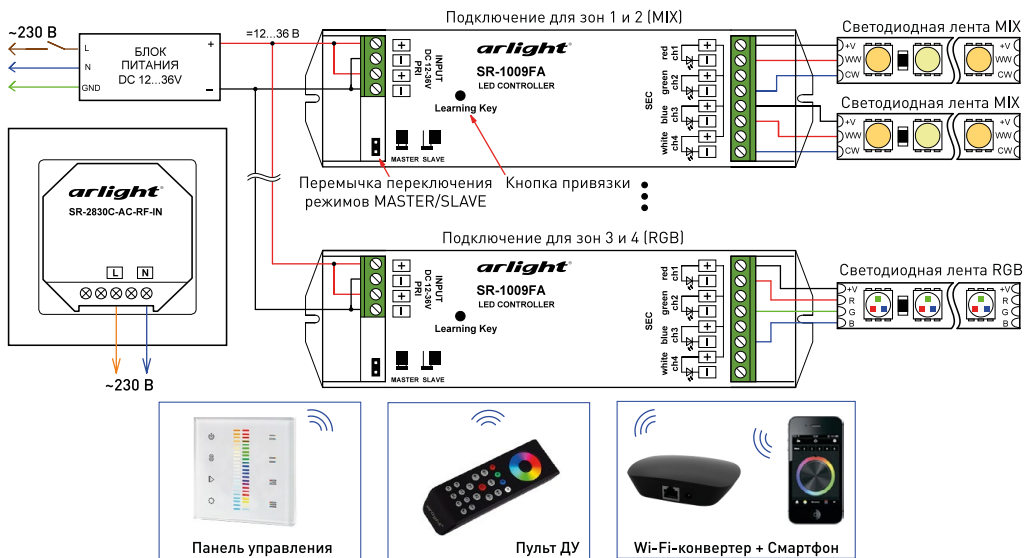 Подключение для зон 1 и 2 (MIX)
~230 В
L
N
GND
БЛОК
ПИТАНИЯ
DC 12...36V
+
−
=12...36 В
+
−
+
−
INPUT
DC 12-36V
PRI
arlight®
SR-1009FA
LED CONTROLLER
Learning Key
MASTER SLAVE
SEC
red
ch1
green
ch2
blue
ch3
white
ch4
+
−
+
−
+
−
+
−
Светодиодная лента MIX
+V
WW
CW
+V
WW
CW
Светодиодная лента MIX
+V
WW
CW
+V
WW
CW
Перемычка переключения
режимов MASTER/SLAVE
Кнопка привязки
arlight®
SR-2830C-AC-RF-IN
L
N
~230 В
Подключение для зон 3 и 4 (RGB)
+
−
+
−
INPUT
DC 12-36V
PRI
arlight®
SR-1009FA
LED CONTROLLER
Learning Key
MASTER SLAVE
SEC
red
ch1
green
ch2
blue
ch3
white
ch4
+
−
+
−
+
−
+
−
Светодиодная лента RGB
+V
R
G
B
+V
R
G
B
Панель управления
arlight
Пульт ДУ
Wi-Fi-конвертер + Смартфон